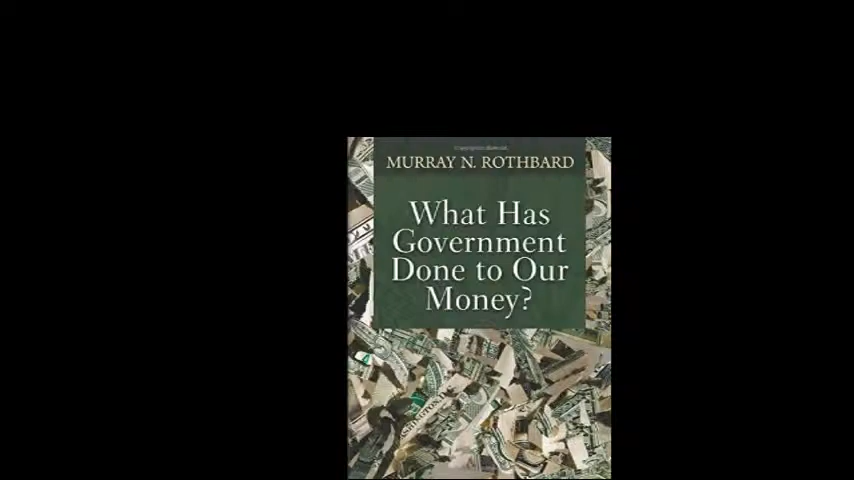 MURRAY N. ROTHBARD
What Has
Government
Done to Our
Money?